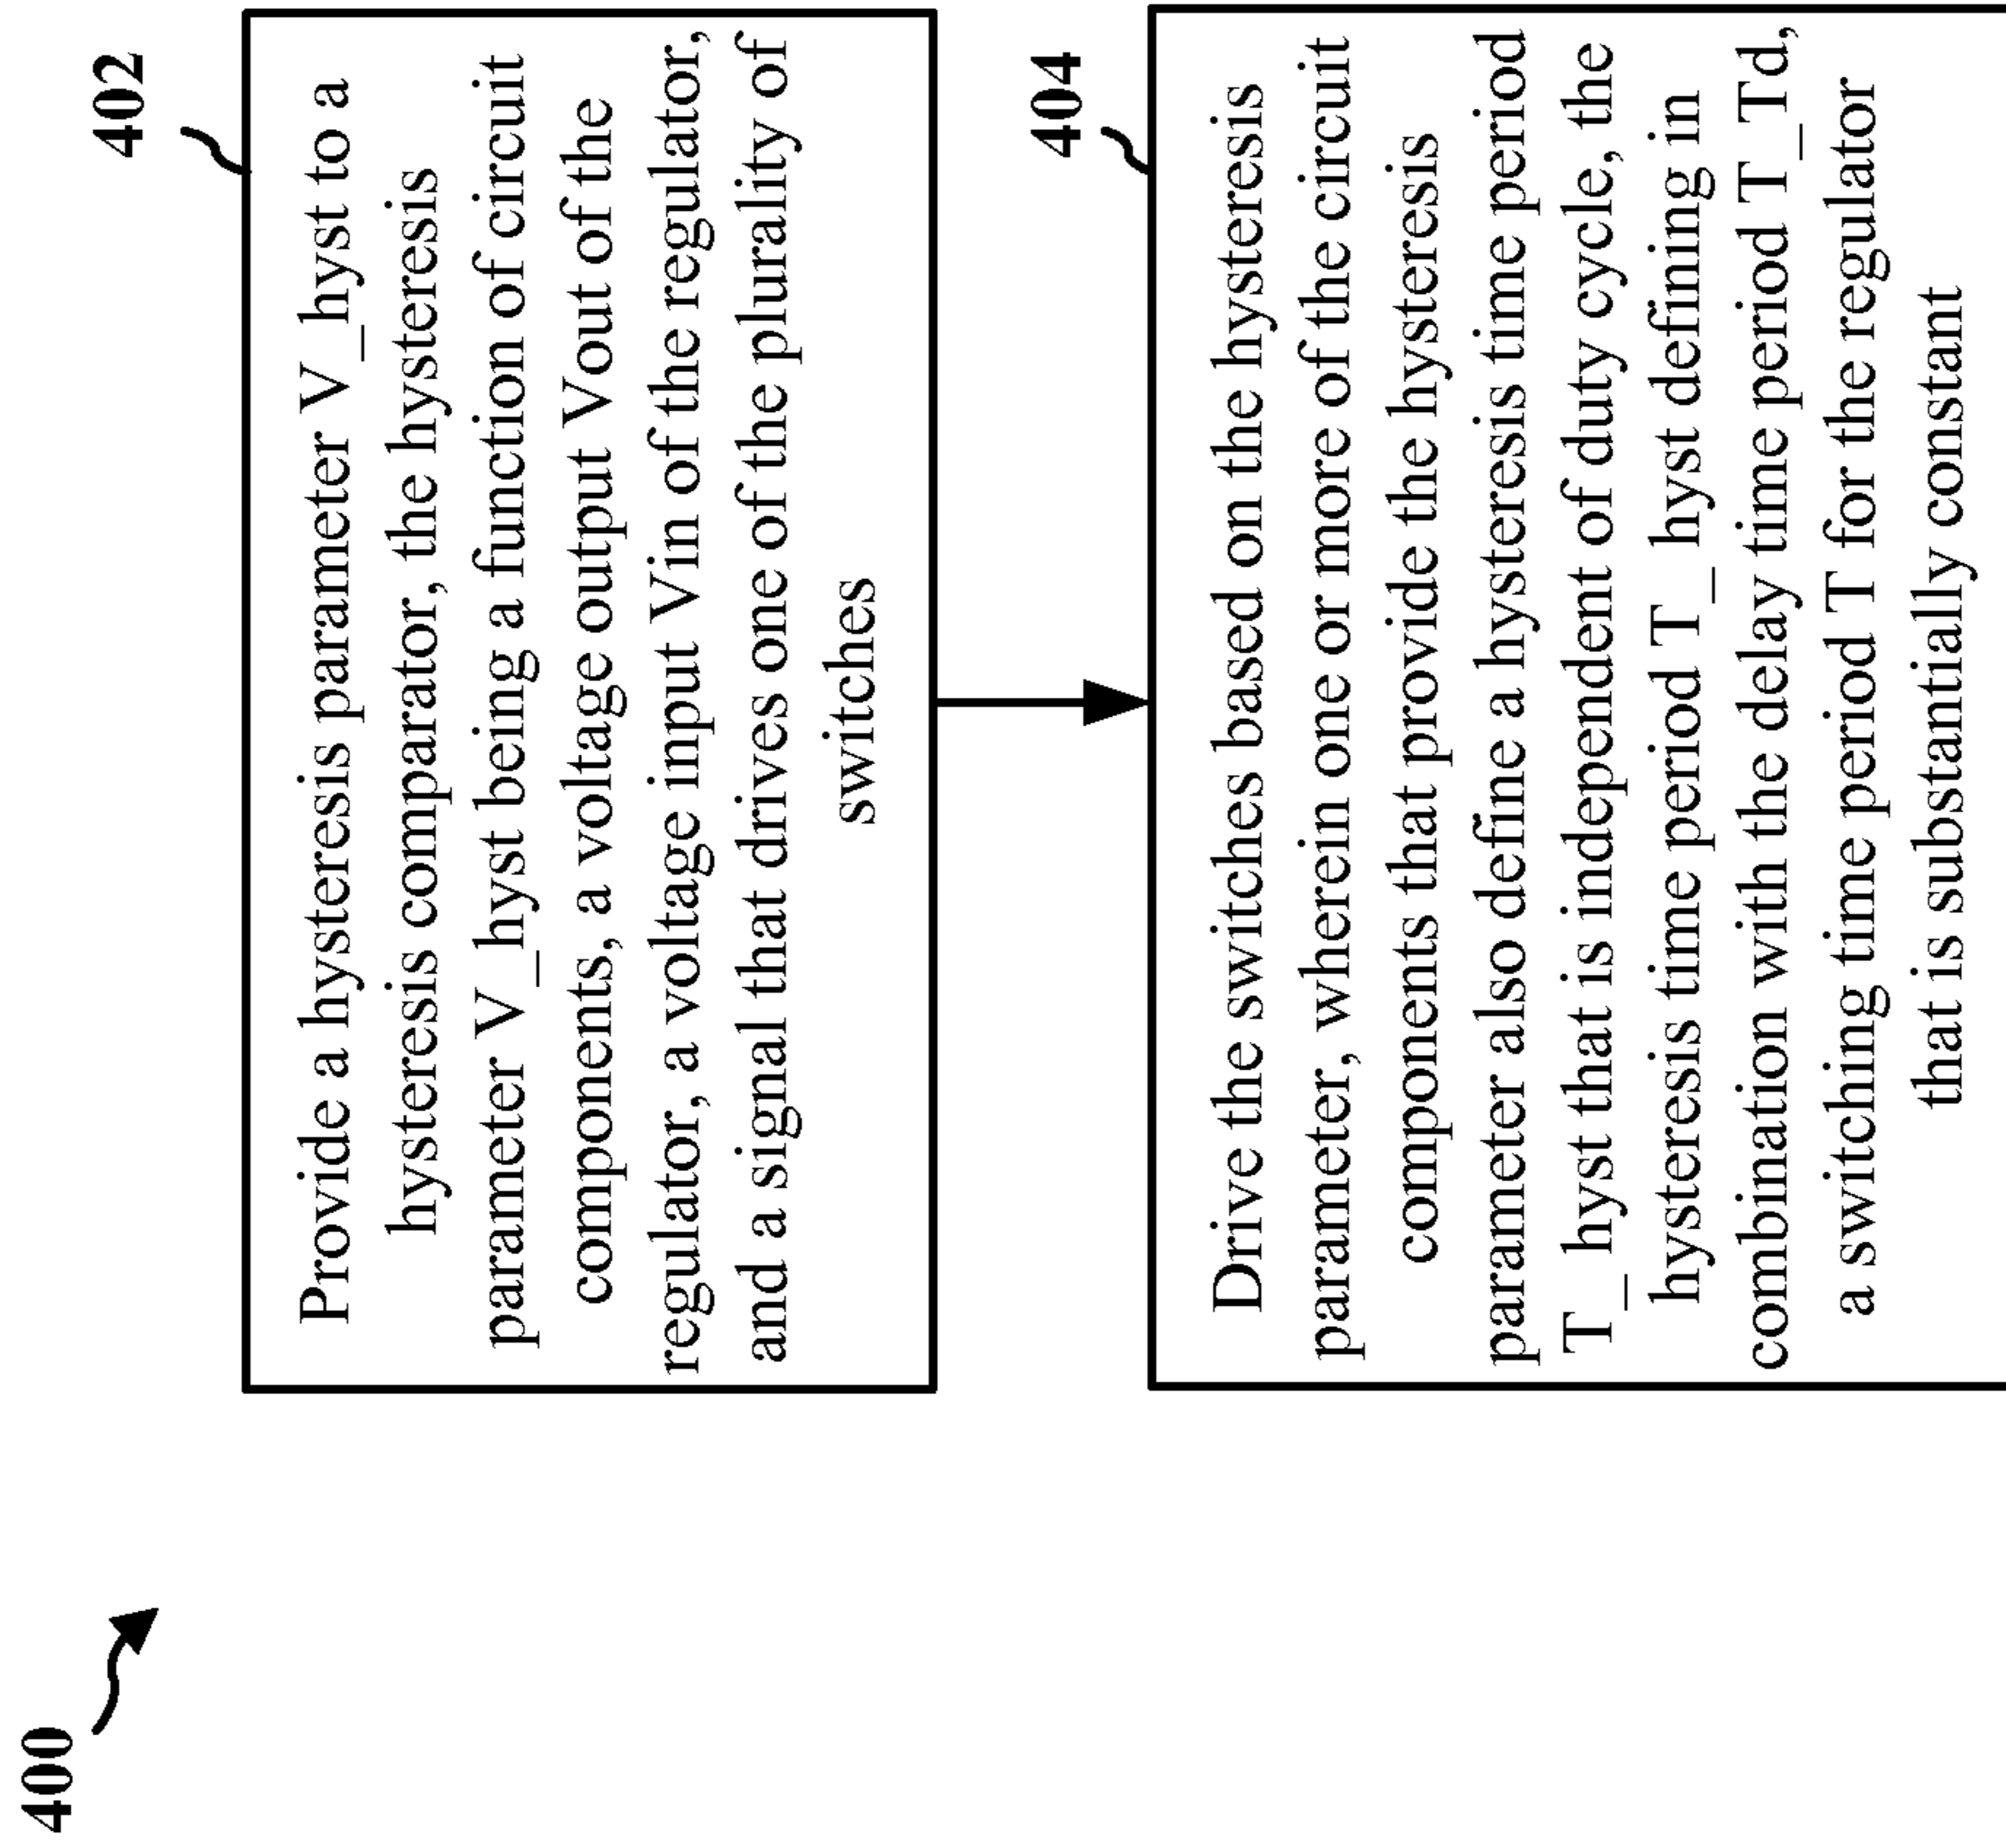 400
402
Provide a hysteresis parameter V_hyst to a
hysteresis comparator, the hysteresis
parameter V_hyst being a function of circuit
components, a voltage output Vout of the
regulator, a voltage input Vin of the regulator,
and a signal that drives one of the plurality of
switches
404
Drive the switches based on the hysteresis
parameter, wherein one or more of the circuit
components that provide the hysteresis
parameter also define a hysteresis time period
T_hyst that is independent of duty cycle, the
hysteresis time period T_hyst defining in
combination with the delay time period T_Td,
a switching time period T for the regulator
that is substantially constant